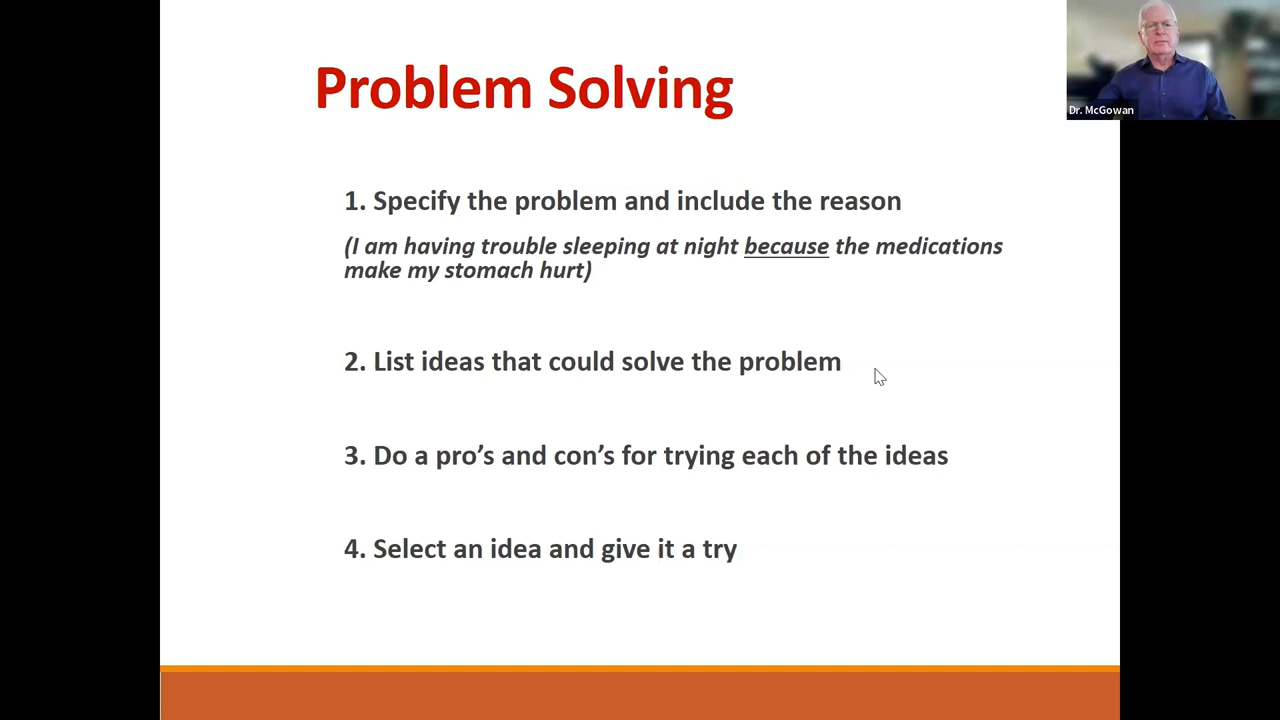 Problem Solving
Dr. McGowan
1. Specify the problem and include the reason
(I am having trouble sleeping at night because the medications
make my stomach hurt)
2. List ideas that could solve the problem
3. Do a pro’s and con’s for trying each of the ideas
4. Select an idea and give it a try